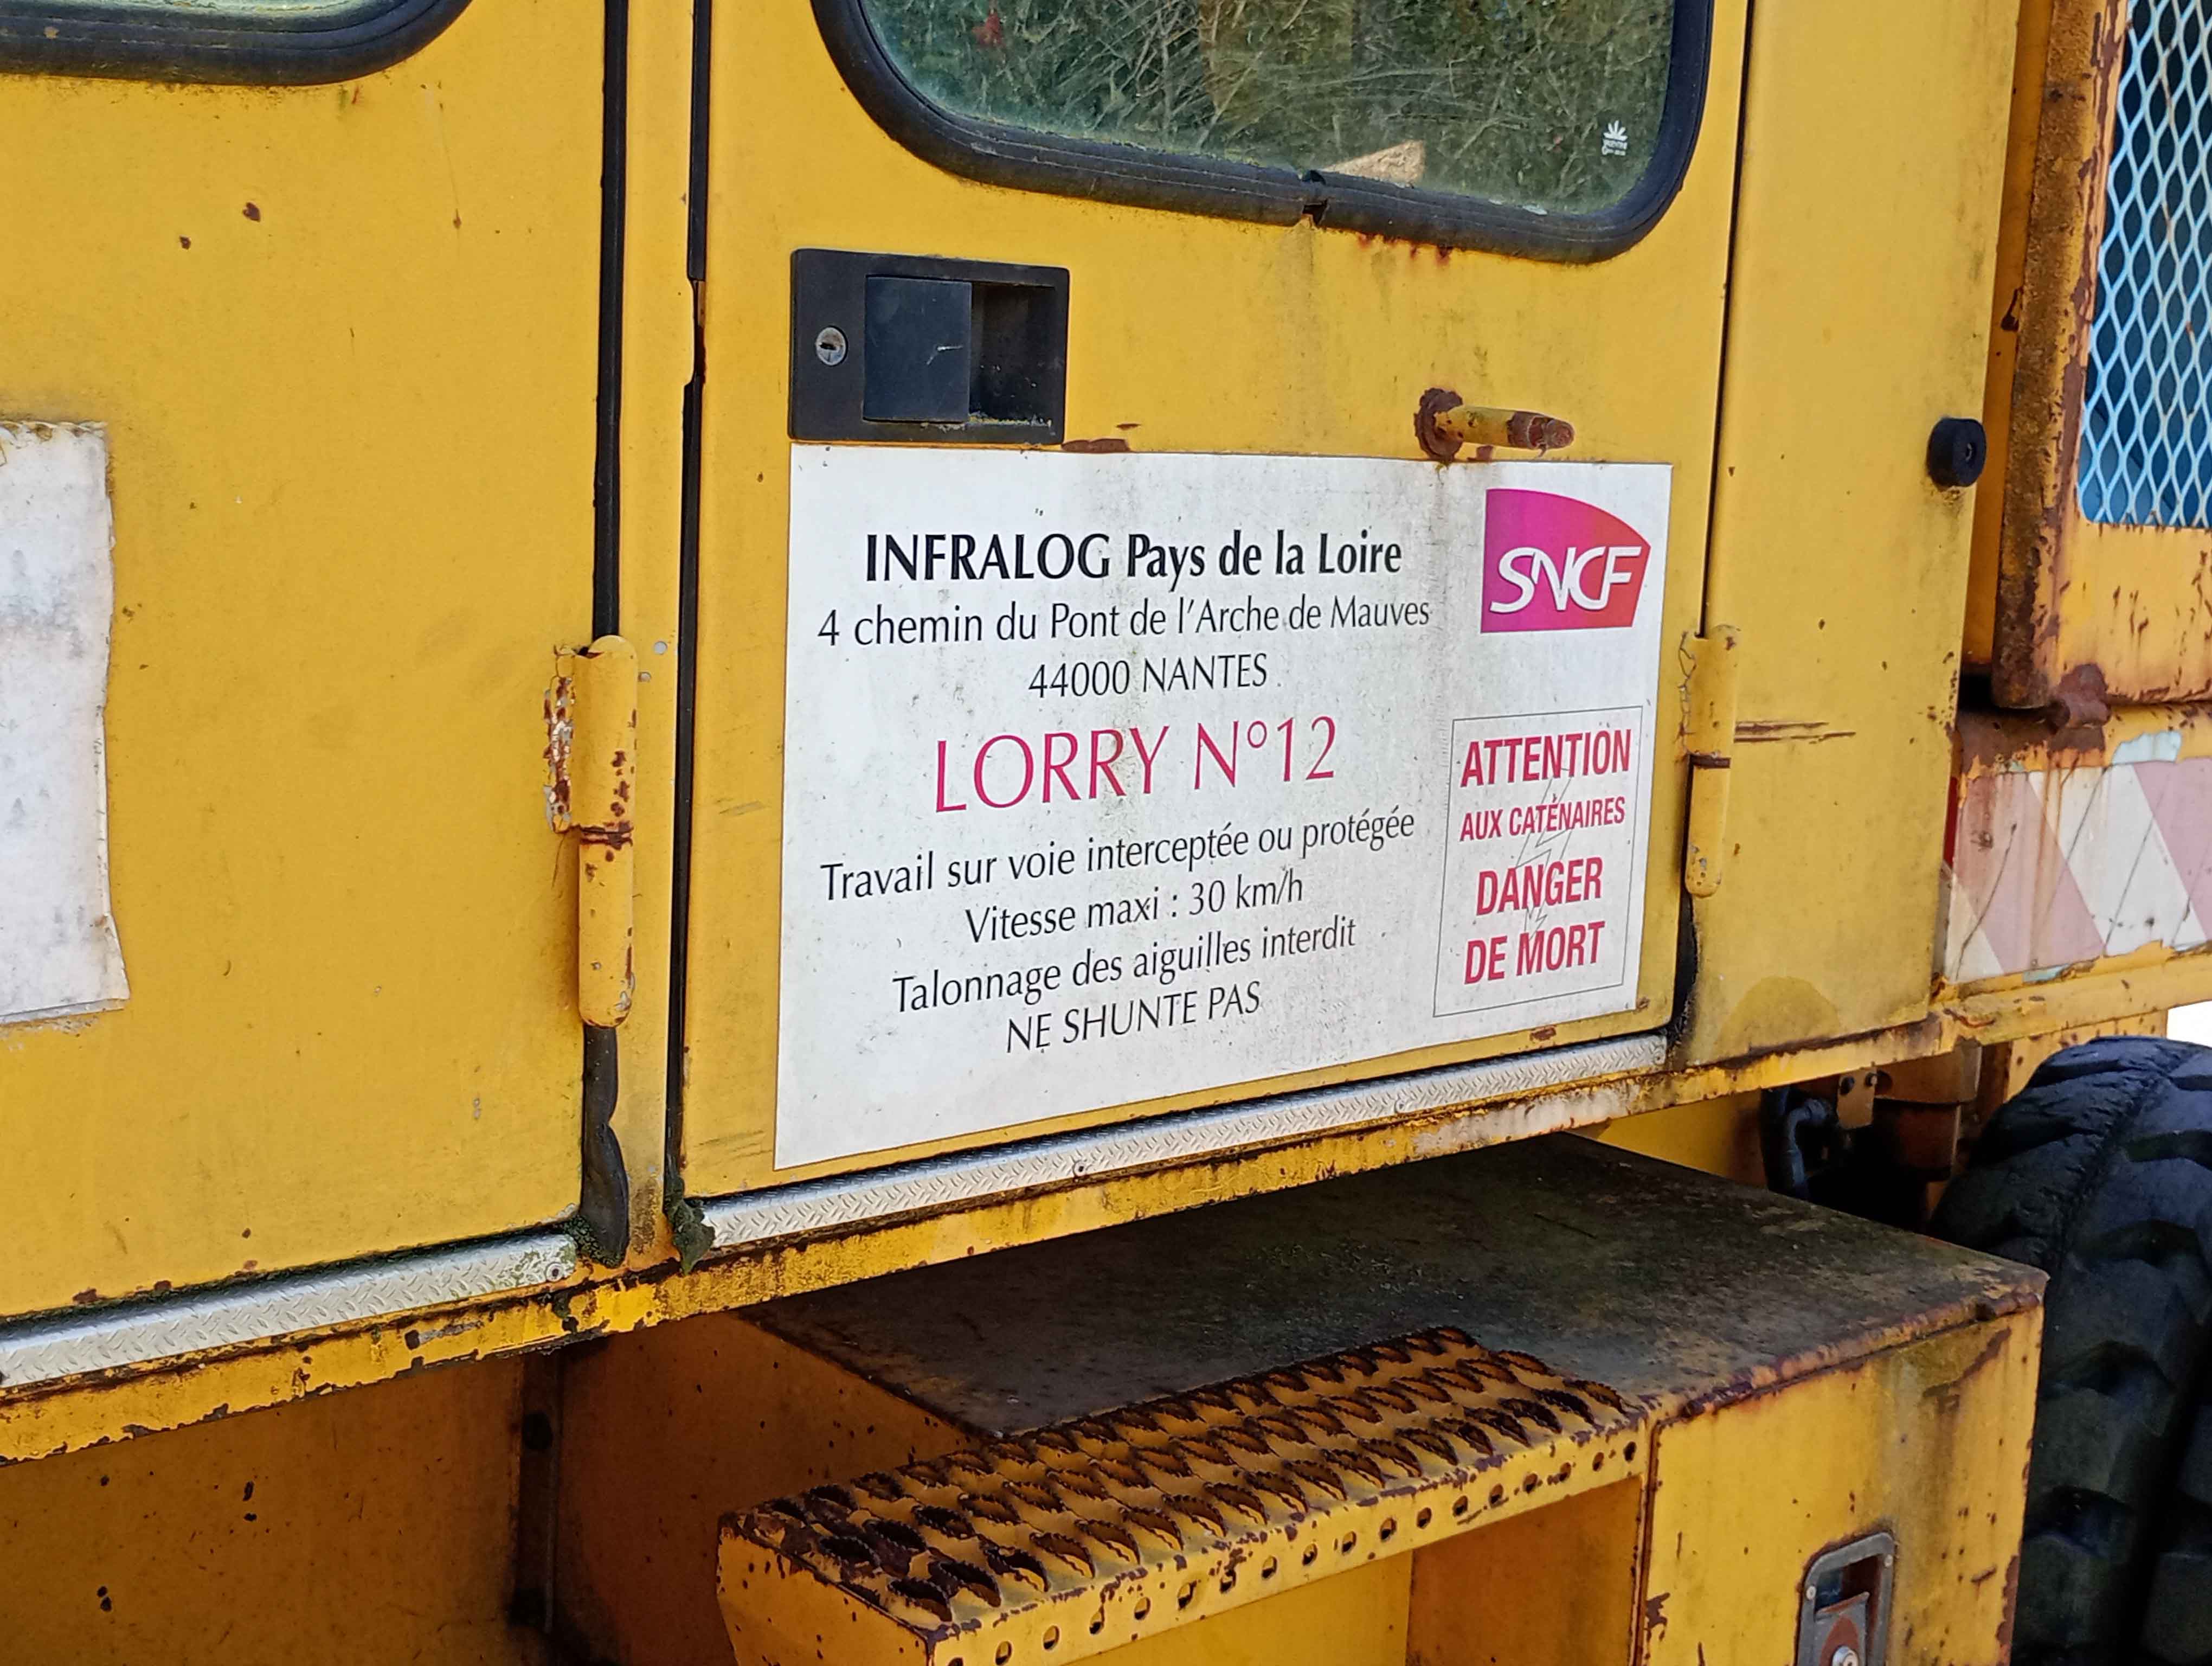 INFRALOG Pays de la Loire
4 chemin du Pont de l'Arche de Mauves
44000 NANTES
SNCF
LORRY N°12
Travail sur voie interceptée ou protégée
Vitesse maxi : 30 km/h
Talonnage des aiguilles interdit
NE SHUNTE PAS
ATTENTION
AUX CATÉNAIRES
DANGER
DE MORT